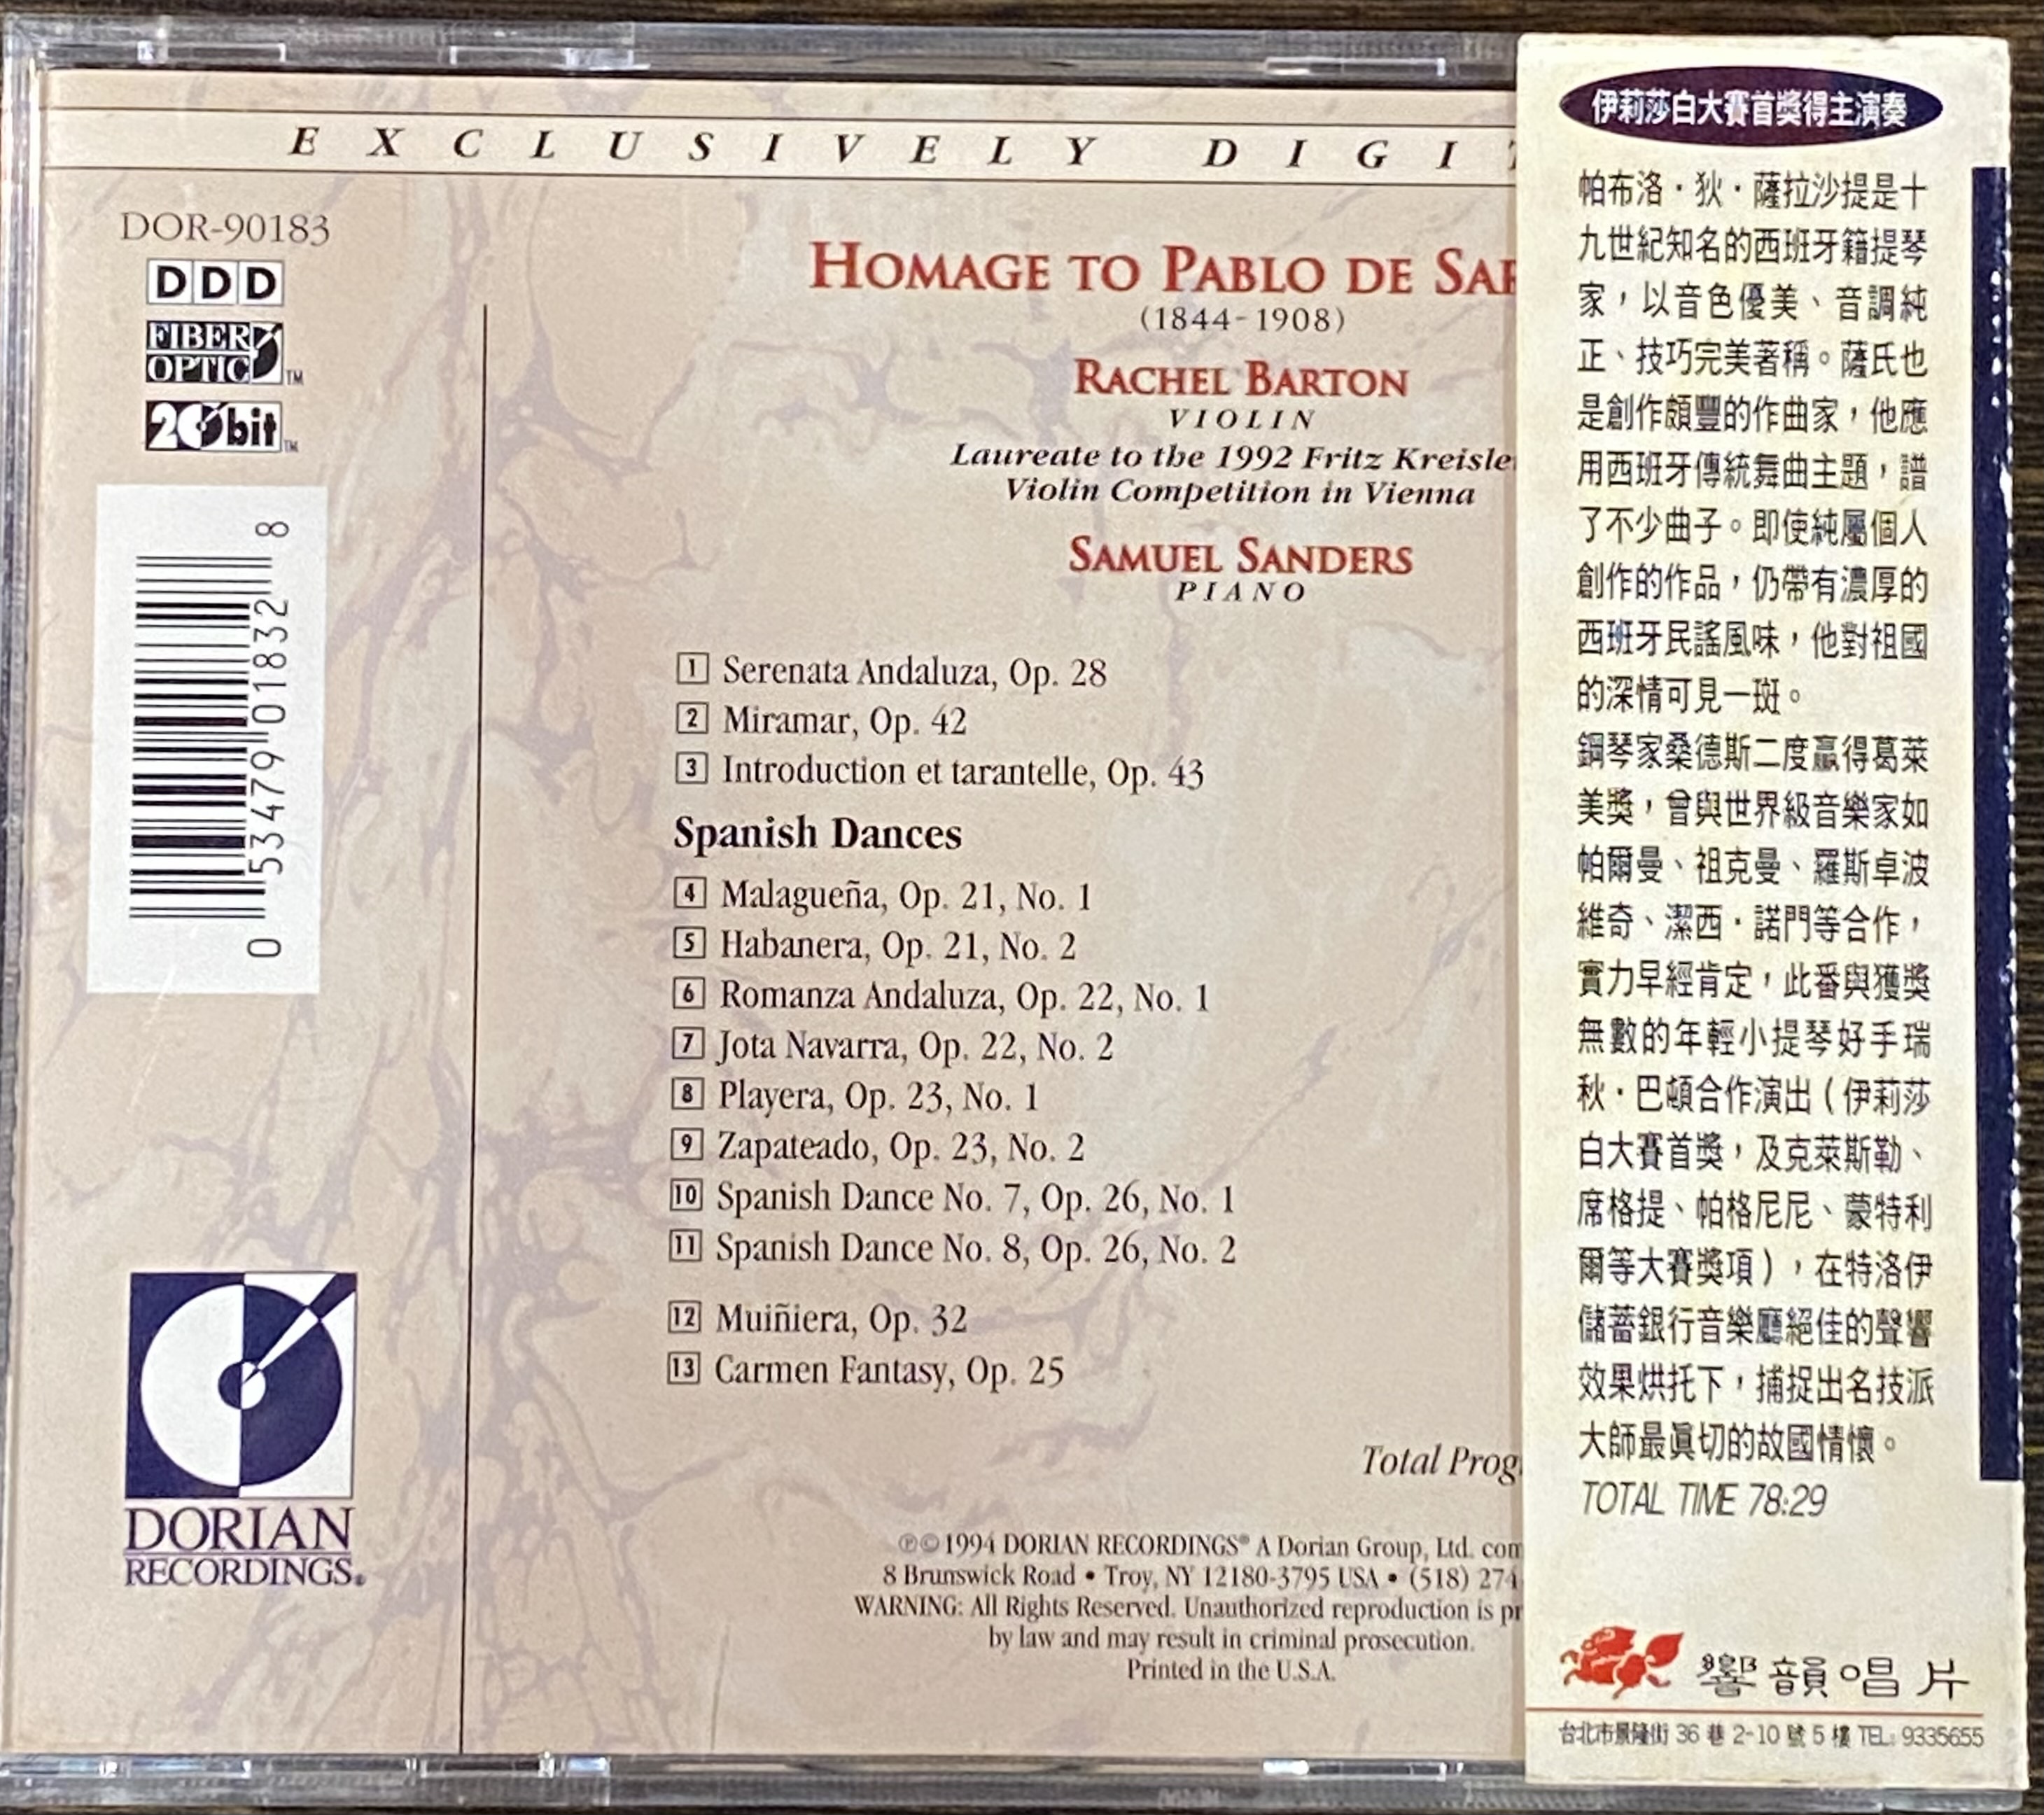 EXCLUSIVELY DIGI
DOR-90183
DDD
FIBER
OPTIC™
20bit™
8
0 53479 01832
HOMAGE TO PABLO DE SAR
(1844-1908)
RACHEL BARTON
VIOLIN
Laureate to the 1992 Fritz Kreisle
Violin Competition in Vienna
SAMUEL SANDERS
PIANO
1 Serenata Andaluza, Op. 28
2 Miramar, Op. 42
3 Introduction et tarantelle, Op. 43
Spanish Dances
4 Malagueña, Op. 21, No. 1
5 Habanera, Op. 21, No. 2
6 Romanza Andaluza, Op. 22, No. 1
7 Jota Navarra, Op. 22, No. 2
8 Playera, Op. 23, No. 1
9 Zapateado, Op. 23, No. 2
10 Spanish Dance No. 7, Op. 26, No. 1
11 Spanish Dance No. 8, Op. 26, No. 2
12 Muiñiera, Op. 32
13 Carmen Fantasy, Op. 25
Total Prog
DORIAN
RECORDINGS®
℗©1994 DORIAN RECORDINGS® A Dorian Group, Ltd. com
8 Brunswick Road • Troy, NY 12180-3795 USA • (518) 274
WARNING: All Rights Reserved. Unauthorized reproduction is pr
by law and may result in criminal prosecution.
Printed in the U.S.A.
伊莉莎白大賽首獎得主演奏
帕布洛·狄·薩拉沙提是十
九世紀知名的西班牙籍提琴
家，以音色優美、音調純
正、技巧完美著稱。薩氏也
是創作頗豐的作曲家，他應
用西班牙傳統舞曲主題，譜
了不少曲子。即使純屬個人
創作的作品，仍帶有濃厚的
西班牙民謠風味，他對祖國
的深情可見一斑。
鋼琴家桑德斯二度贏得葛萊
美獎，曾與世界級音樂家如
帕爾曼、祖克曼、羅斯卓波
維奇、潔西·諾門等合作，
實力早經肯定，此番與獲獎
無數的年輕小提琴好手瑞
秋·巴頓合作演出（伊莉莎
白大賽首獎，及克萊斯勒、
席格提、帕格尼尼、蒙特利
爾等大賽獎項），在特洛伊
儲蓄銀行音樂廳絕佳的聲響
效果烘托下，捕捉出名技派
大師最真切的故國情懷。
TOTAL TIME 78:29
響韻唱片
台北市景隆街 36 巷 2-10 號 5 樓 TEL: 9335655